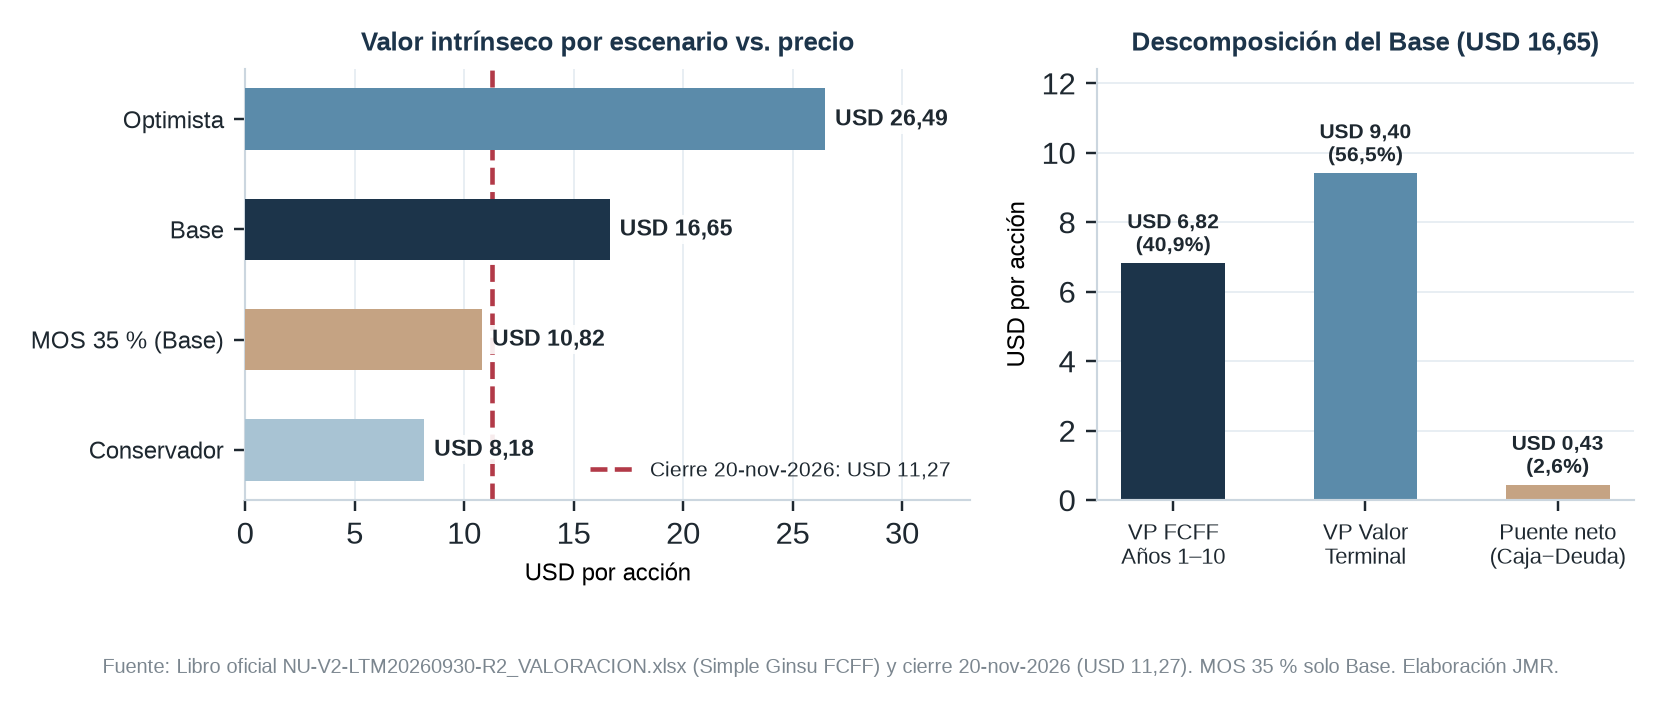 Valor intrínseco por escenario vs. precio
Optimista
USD 26,49
Base
USD 16,65
MOS 35 % (Base)
USD 10,82
Conservador
USD 8,18
Cierre 20-nov-2026: USD 11,27
0 5 10 15 20 25 30
USD por acción
Descomposición del Base (USD 16,65)
USD por acción
12
10
8
6
4
2
0
USD 6,82
(40,9%)
USD 9,40
(56,5%)
USD 0,43
(2,6%)
VP FCFF
Años 1–10
VP Valor
Terminal
Puente neto
(Caja−Deuda)
Fuente: Libro oficial NU-V2-LTM20260930-R2_VALORACION.xlsx (Simple Ginsu FCFF) y cierre 20-nov-2026 (USD 11,27). MOS 35 % solo Base. Elaboración JMR.